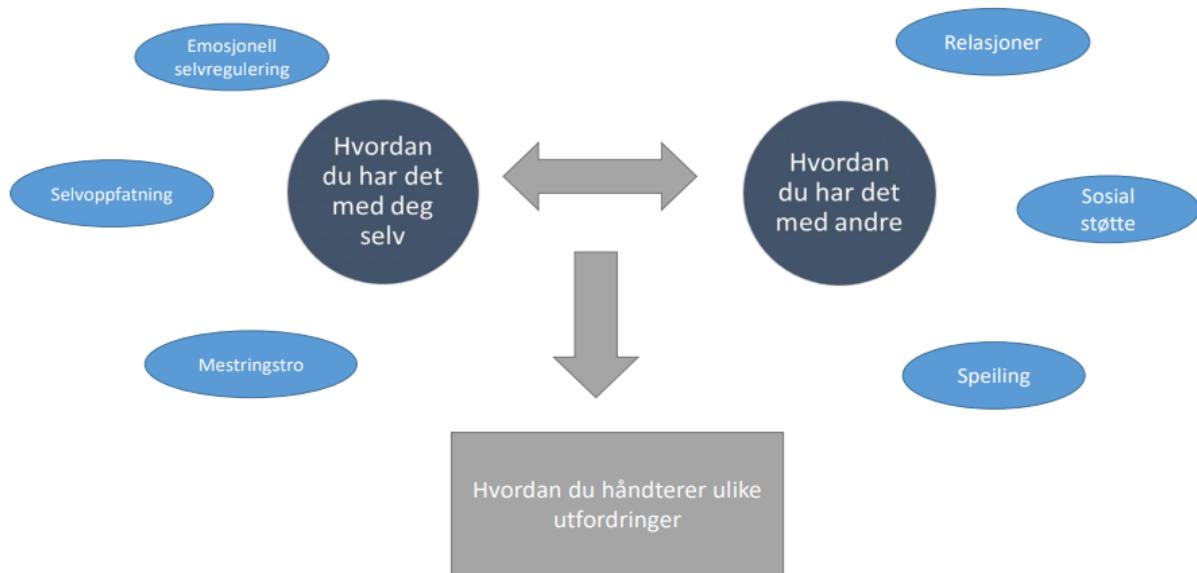 Emosjonell
selvregulering
Selvoppfatning
Mestringstro
Hvordan
du har det
med deg
selv
Hvordan
du har det
med andre
Relasjoner
Sosial
støtte
Speiling
Hvordan du håndterer ulike
utfordringer